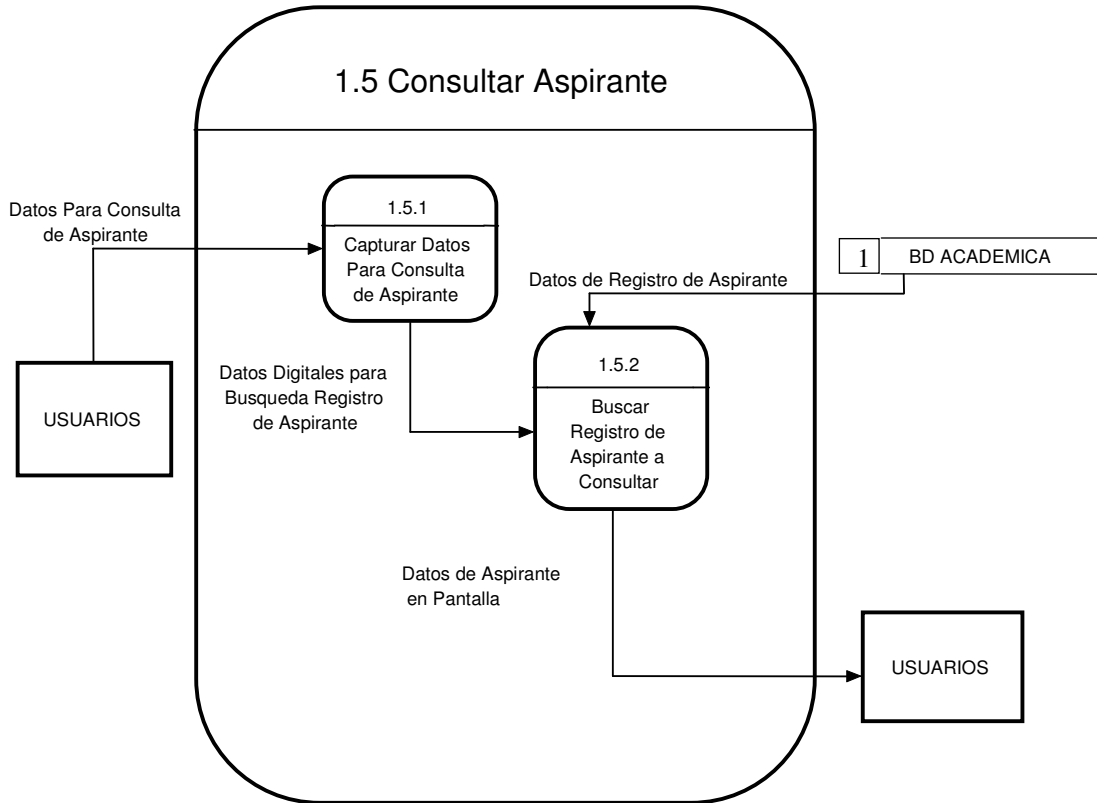 1.5 Consultar Aspirante
Datos Para Consulta
de Aspirante
1.5.1
Capturar Datos
Para Consulta
de Aspirante
1
BD ACADEMICA
Datos de Registro de Aspirante
USUARIOS
Datos Digitales para
Busqueda Registro
de Aspirante
1.5.2
Buscar
Registro de
Aspirante a
Consultar
Datos de Aspirante
en Pantalla
USUARIOS